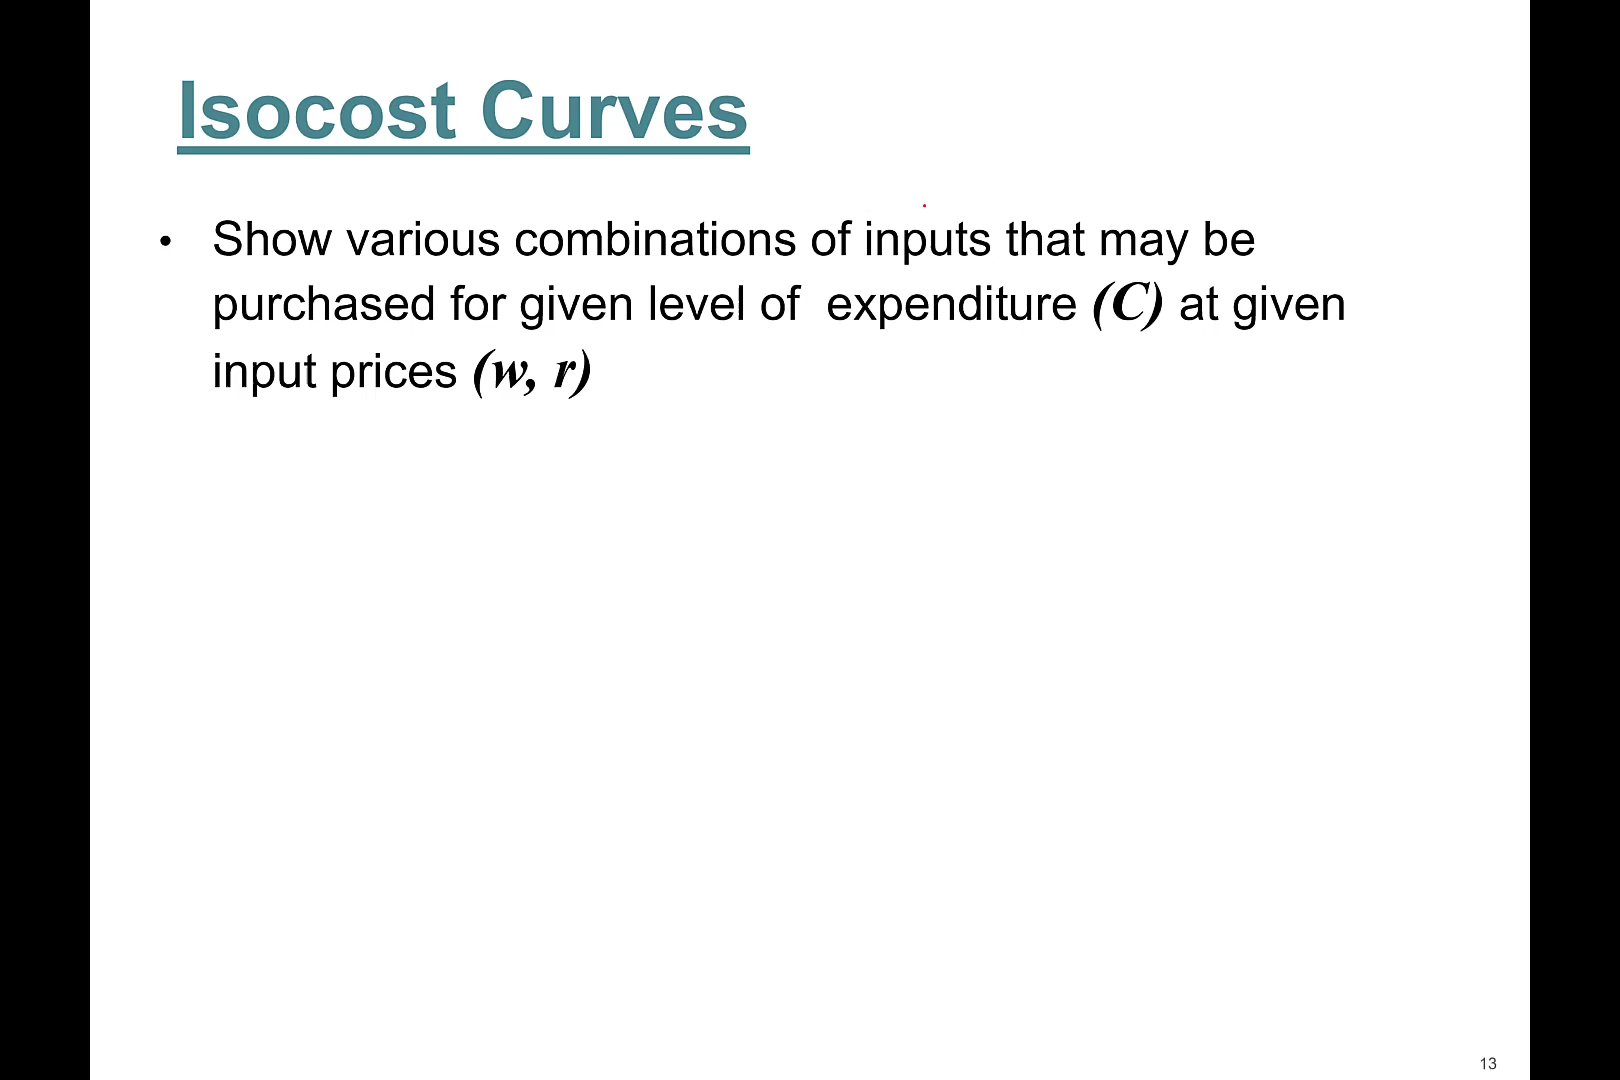 Isocost Curves
• Show various combinations of inputs that may be
purchased for given level of  expenditure (C) at given
input prices (w, r)
13